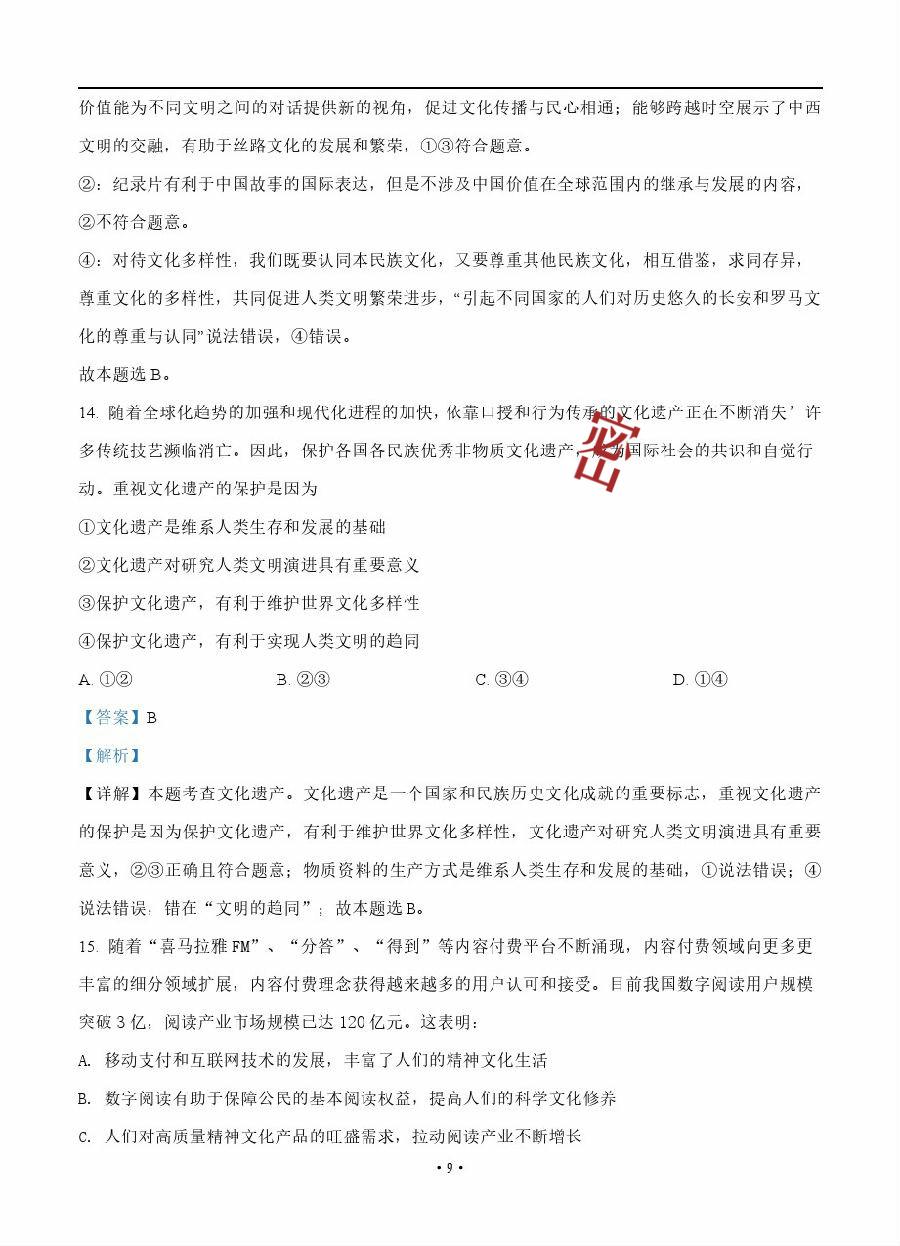 价值能为不同文明之间的对话提供新的视角，促过文化传播与民心相通；能够跨越时空展示了中西
文明的交融，有助于丝路文化的发展和繁荣，①③符合题意。
②：纪录片有利于中国故事的国际表达，但是不涉及中国价值在全球范围内的继承与发展的内容，
②不符合题意。
④：对待文化多样性，我们既要认同本民族文化，又要尊重其他民族文化，相互借鉴，求同存异，
尊重文化的多样性，共同促进人类文明繁荣进步，“引起不同国家的人们对历史悠久的长安和罗马文
化的尊重与认同”说法错误，④错误。
故本题选 B。
14. 随着全球化趋势的加强和现代化进程的加快，依靠口授和行为传承的文化遗产正在不断消失，许
多传统技艺濒临消亡。因此，保护各国各民族优秀非物质文化遗产，成为国际社会的共识和自觉行
动。重视文化遗产的保护是因为
①文化遗产是维系人类生存和发展的基础
②文化遗产对研究人类文明演进具有重要意义
③保护文化遗产，有利于维护世界文化多样性
④保护文化遗产，有利于实现人类文明的趋同
A. ①② B. ②③ C. ③④ D. ①④
【答案】B
【解析】
【详解】本题考查文化遗产。文化遗产是一个国家和民族历史文化成就的重要标志，重视文化遗产
的保护是因为保护文化遗产，有利于维护世界文化多样性，文化遗产对研究人类文明演进具有重要
意义，②③正确且符合题意；物质资料的生产方式是维系人类生存和发展的基础，①说法错误；④
说法错误，错在“文明的趋同”；故本题选 B。
15. 随着“喜马拉雅 FM”、“分答”、“得到”等内容付费平台不断涌现，内容付费领域向更多更
丰富的细分领域扩展，内容付费理念获得越来越多的用户认可和接受。目前我国数字阅读用户规模
突破 3 亿，阅读产业市场规模已达 120 亿元。这表明：
A. 移动支付和互联网技术的发展，丰富了人们的精神文化生活
B. 数字阅读有助于保障公民的基本阅读权益，提高人们的科学文化修养
C. 人们对高质量精神文化产品的旺盛需求，拉动阅读产业不断增长
• 9 •
密